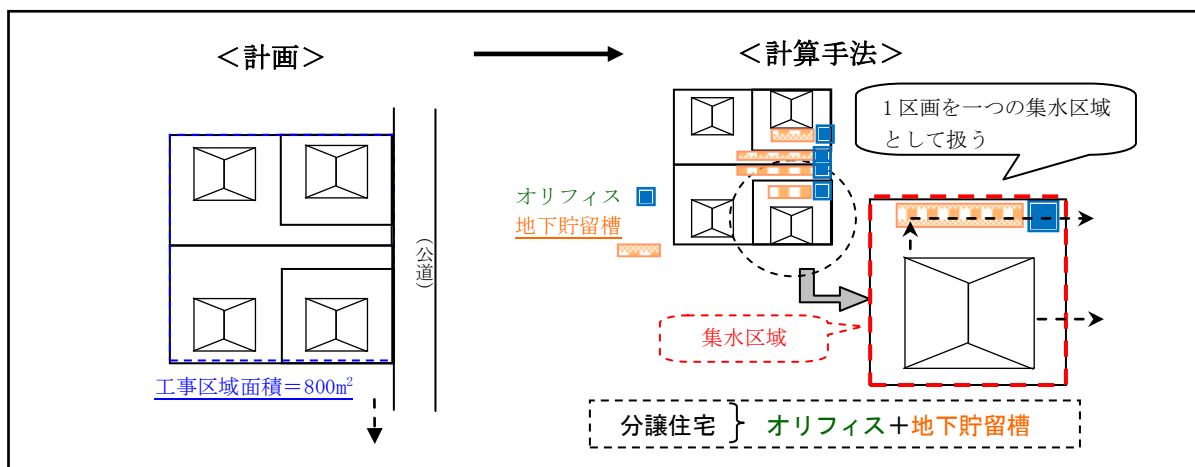 <計画>
<計算手法>
1区画を一つの集水区域
として扱う
オリフィス
地下貯留槽
(公道)
集水区域
工事区域面積=800m²
分譲住宅 オリフィス+地下貯留槽